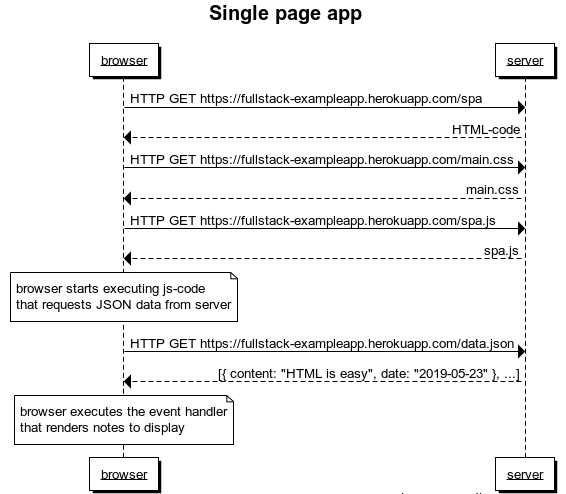 Single page app
browser
server
HTTP GET https://fullstack-exampleapp.herokuapp.com/spa
HTML-code
HTTP GET https://fullstack-exampleapp.herokuapp.com/main.css
main.css
HTTP GET https://fullstack-exampleapp.herokuapp.com/spa.js
spa.js
browser starts executing js-code
that requests JSON data from server
HTTP GET https://fullstack-exampleapp.herokuapp.com/data.json
[{ content: "HTML is easy", date: "2019-05-23" }, ...]
browser executes the event handler
that renders notes to display
browser
server